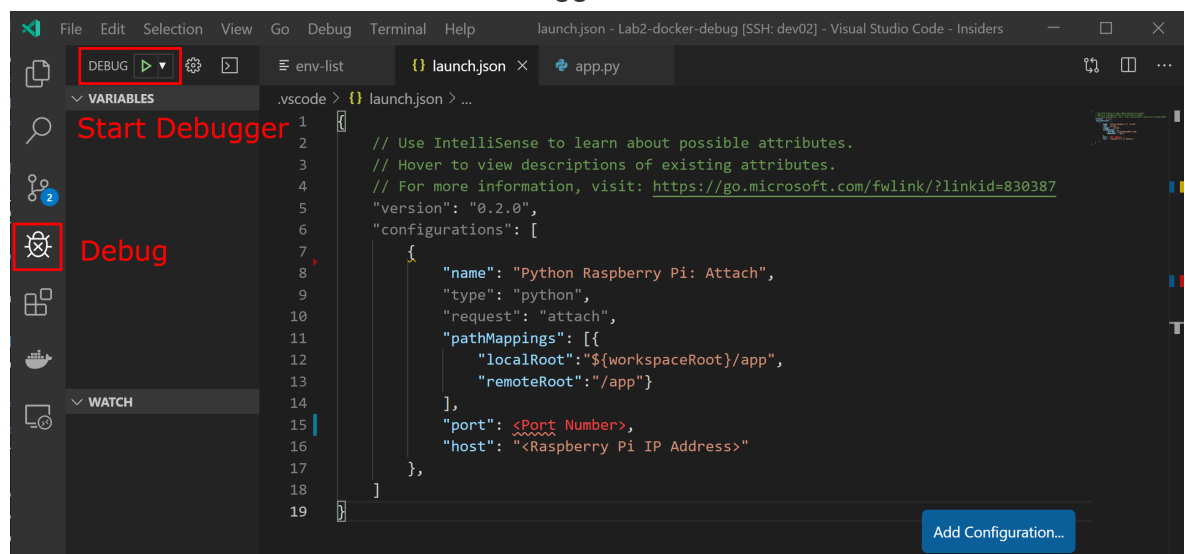 File Edit Selection View Go Debug Terminal Help launch.json - Lab2-docker-debug [SSH: dev02] - Visual Studio Code - Insiders
DEBUG env-list {} launch.json × app.py
VARIABLES .vscode > {} launch.json > ...
Start Debugger
Debug
2
WATCH
1 {
2 // Use IntelliSense to learn about possible attributes.
3 // Hover to view descriptions of existing attributes.
4 // For more information, visit: https://go.microsoft.com/fwlink/?linkid=830387
5 "version": "0.2.0",
6 "configurations": [
7 {
8 "name": "Python Raspberry Pi: Attach",
9 "type": "python",
10 "request": "attach",
11 "pathMappings": [{
12 "localRoot":"${workspaceRoot}/app",
13 "remoteRoot":"/app"}
14 ],
15 "port": <Port Number>,
16 "host": "<Raspberry Pi IP Address>"
17 },
18 ]
19 }
Add Configuration...